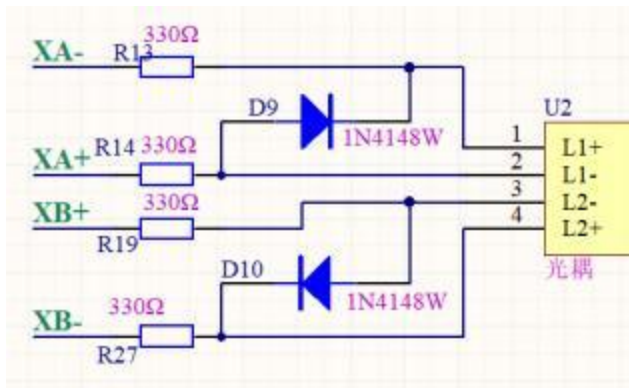 330Ω
XA-
R13
D9
U2
1N4148W
1
L1+
R14
330Ω
XA+
2
L1-
330Ω
3
L2-
XB+
4
L2+
R19
D10
光耦
1N4148W
330Ω
XB-
R27